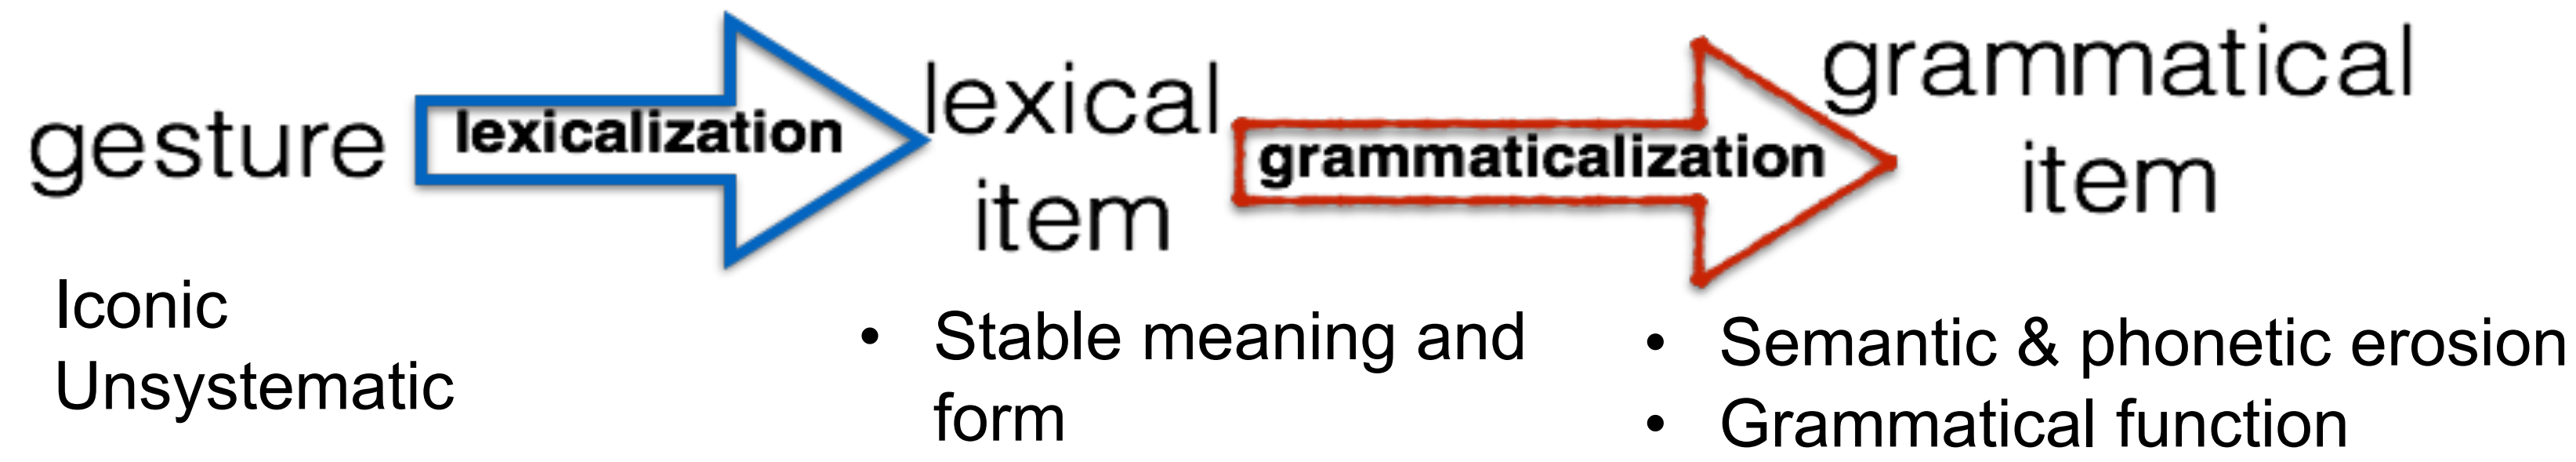 gesture
lexicalization
lexical
item
grammaticalization
grammatical
item
Iconic
Unsystematic
• Stable meaning and
form
• Semantic & phonetic erosion
• Grammatical function